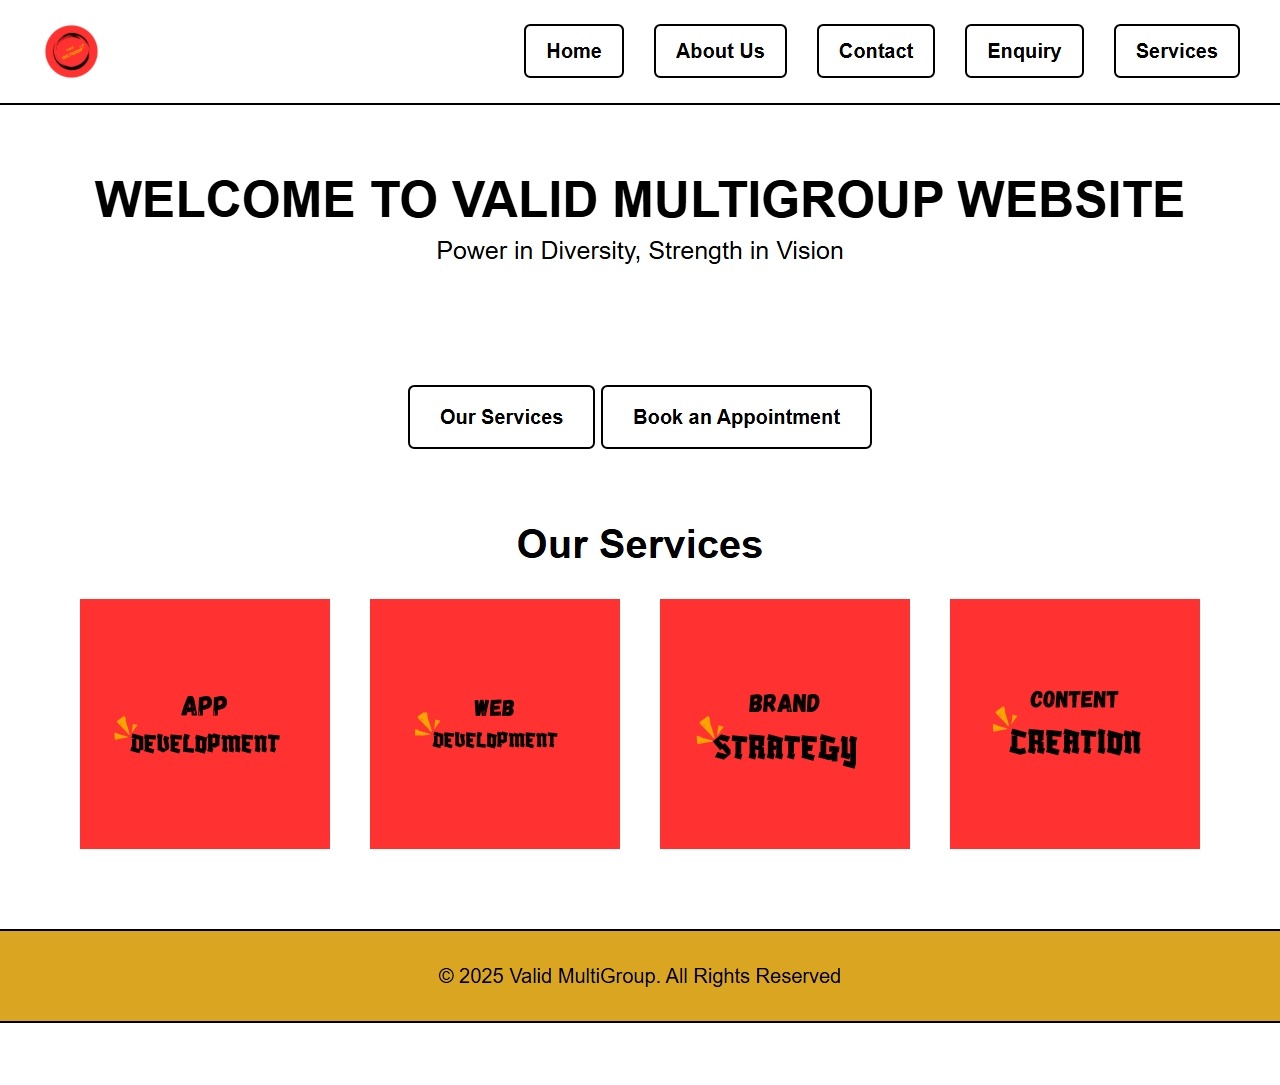 Home
About Us
Contact
Enquiry
Services
WELCOME TO VALID MULTIGROUP WEBSITE
Power in Diversity, Strength in Vision
Our Services
Book an Appointment
Our Services
APP
DEVELOPMENT
WEB
DEVELOPMENT
BRAND
STRATEGY
CONTENT
CREATION
© 2025 Valid MultiGroup. All Rights Reserved